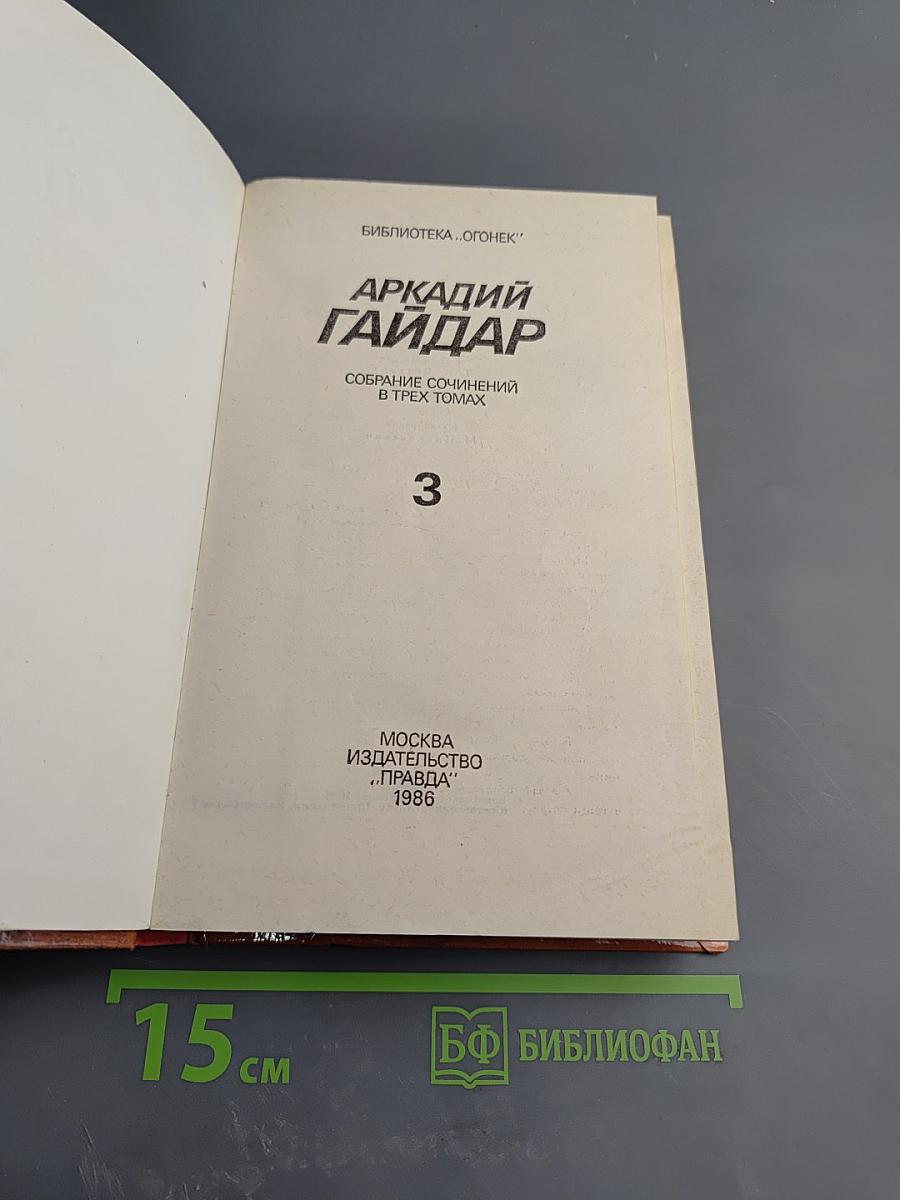 БИБЛИОТЕКА „ОГОНЕК"
АРКАДИЙ
ГАЙДАР
СОБРАНИЕ СОЧИНЕНИЙ
В ТРЕХ ТОМАХ
3
МОСКВА
ИЗДАТЕЛЬСТВО
„ПРАВДА"
1986
15 СМ
БФ БИБЛИОФАН